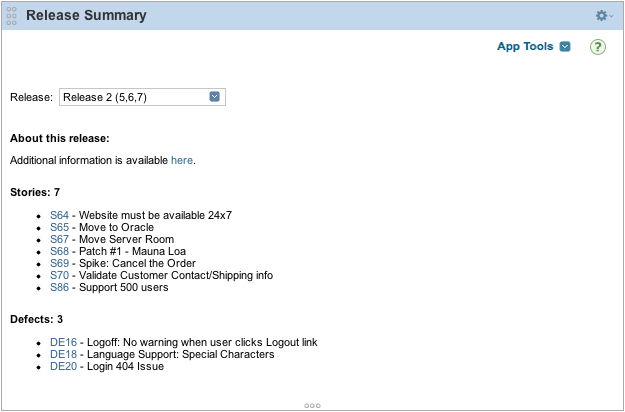 Release Summary
App Tools
?
Release: Release 2 (5,6,7)
About this release:
Additional information is available here.
Stories: 7
S64 - Website must be available 24x7
S65 - Move to Oracle
S67 - Move Server Room
S68 - Patch #1 - Mauna Loa
S69 - Spike: Cancel the Order
S70 - Validate Customer Contact/Shipping info
S86 - Support 500 users
Defects: 3
DE16 - Logoff: No warning when user clicks Logout link
DE18 - Language Support: Special Characters
DE20 - Login 404 Issue